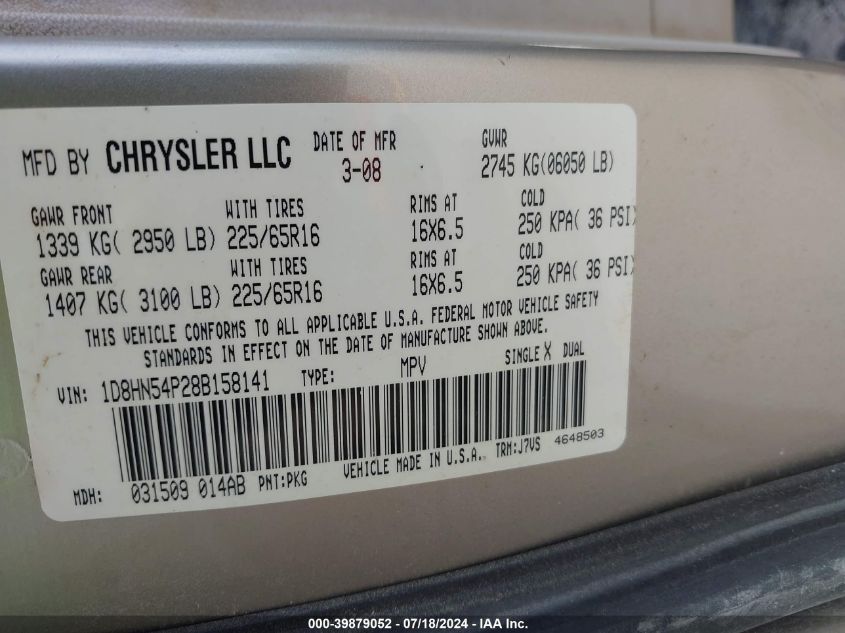 MFD BY CHRYSLER LLC DATE OF MFR 3-08 GVWR 2745 KG(06050 LB)
GAWR FRONT WITH TIRES RIMS AT COLD
1339 KG( 2950 LB) 225/65R16 16X6.5 250 KPA( 36 PSI)
GAWR REAR WITH TIRES RIMS AT COLD
1407 KG( 3100 LB) 225/65R16 16X6.5 250 KPA( 36 PSI)
THIS VEHICLE CONFORMS TO ALL APPLICABLE U.S.A. FEDERAL MOTOR VEHICLE SAFETY
STANDARDS IN EFFECT ON THE DATE OF MANUFACTURE SHOWN ABOVE.
VIN: 1D8HN54P28B158141 TYPE: MPV SINGLE X DUAL
MDH: 031509 014AB PNT:PKG VEHICLE MADE IN U.S.A. TRM:J7VS 4648503
000-39879052 - 07/18/2024 - IAAI.com